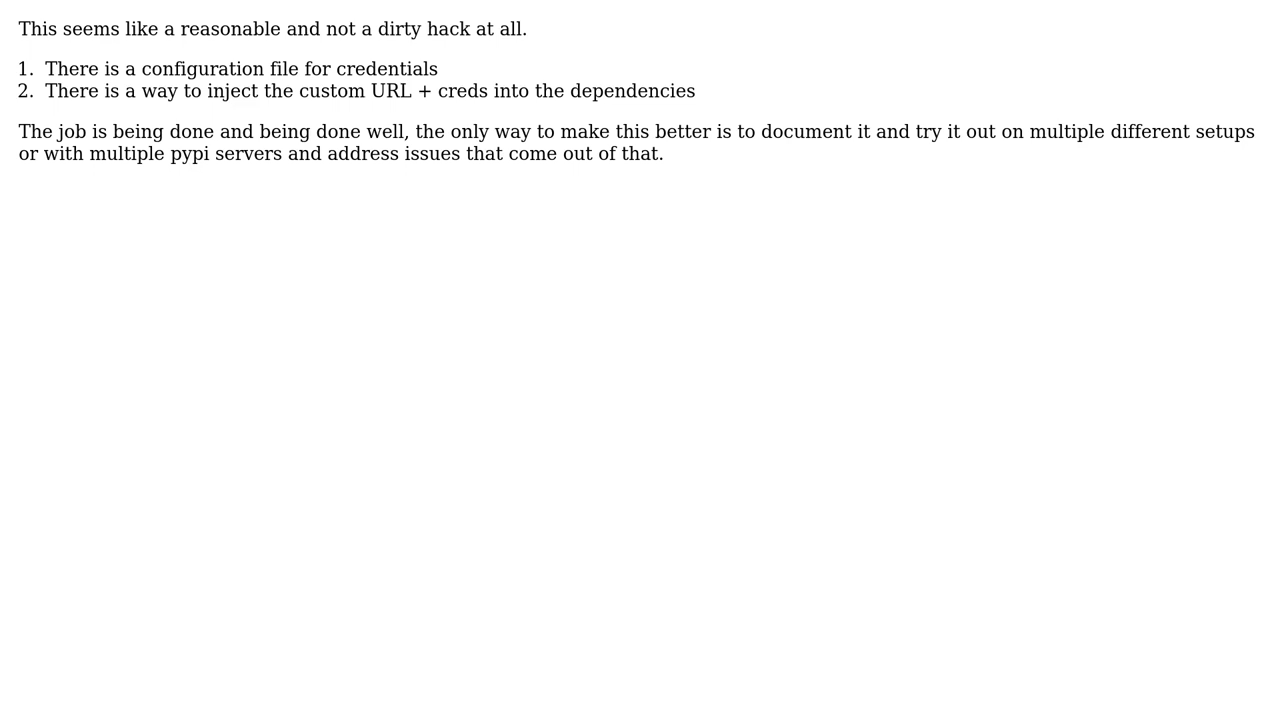 This seems like a reasonable and not a dirty hack at all.
1. There is a configuration file for credentials
2. There is a way to inject the custom URL + creds into the dependencies
The job is being done and being done well, the only way to make this better is to document it and try it out on multiple different setups
or with multiple pypi servers and address issues that come out of that.